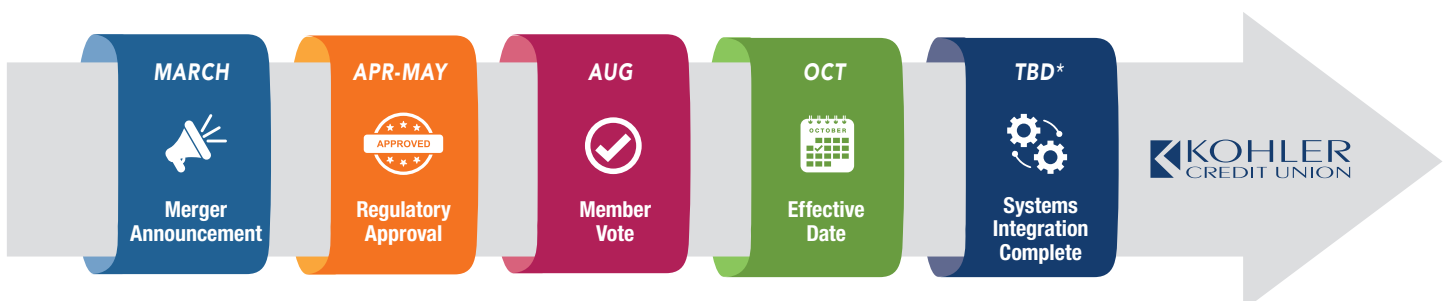 MARCH
Merger
Announcement
APR-MAY
APPROVED
Regulatory
Approval
AUG
Member
Vote
OCT
OCTOBER
Effective
Date
TBD*
Systems
Integration
Complete
KOHLER
CREDIT UNION